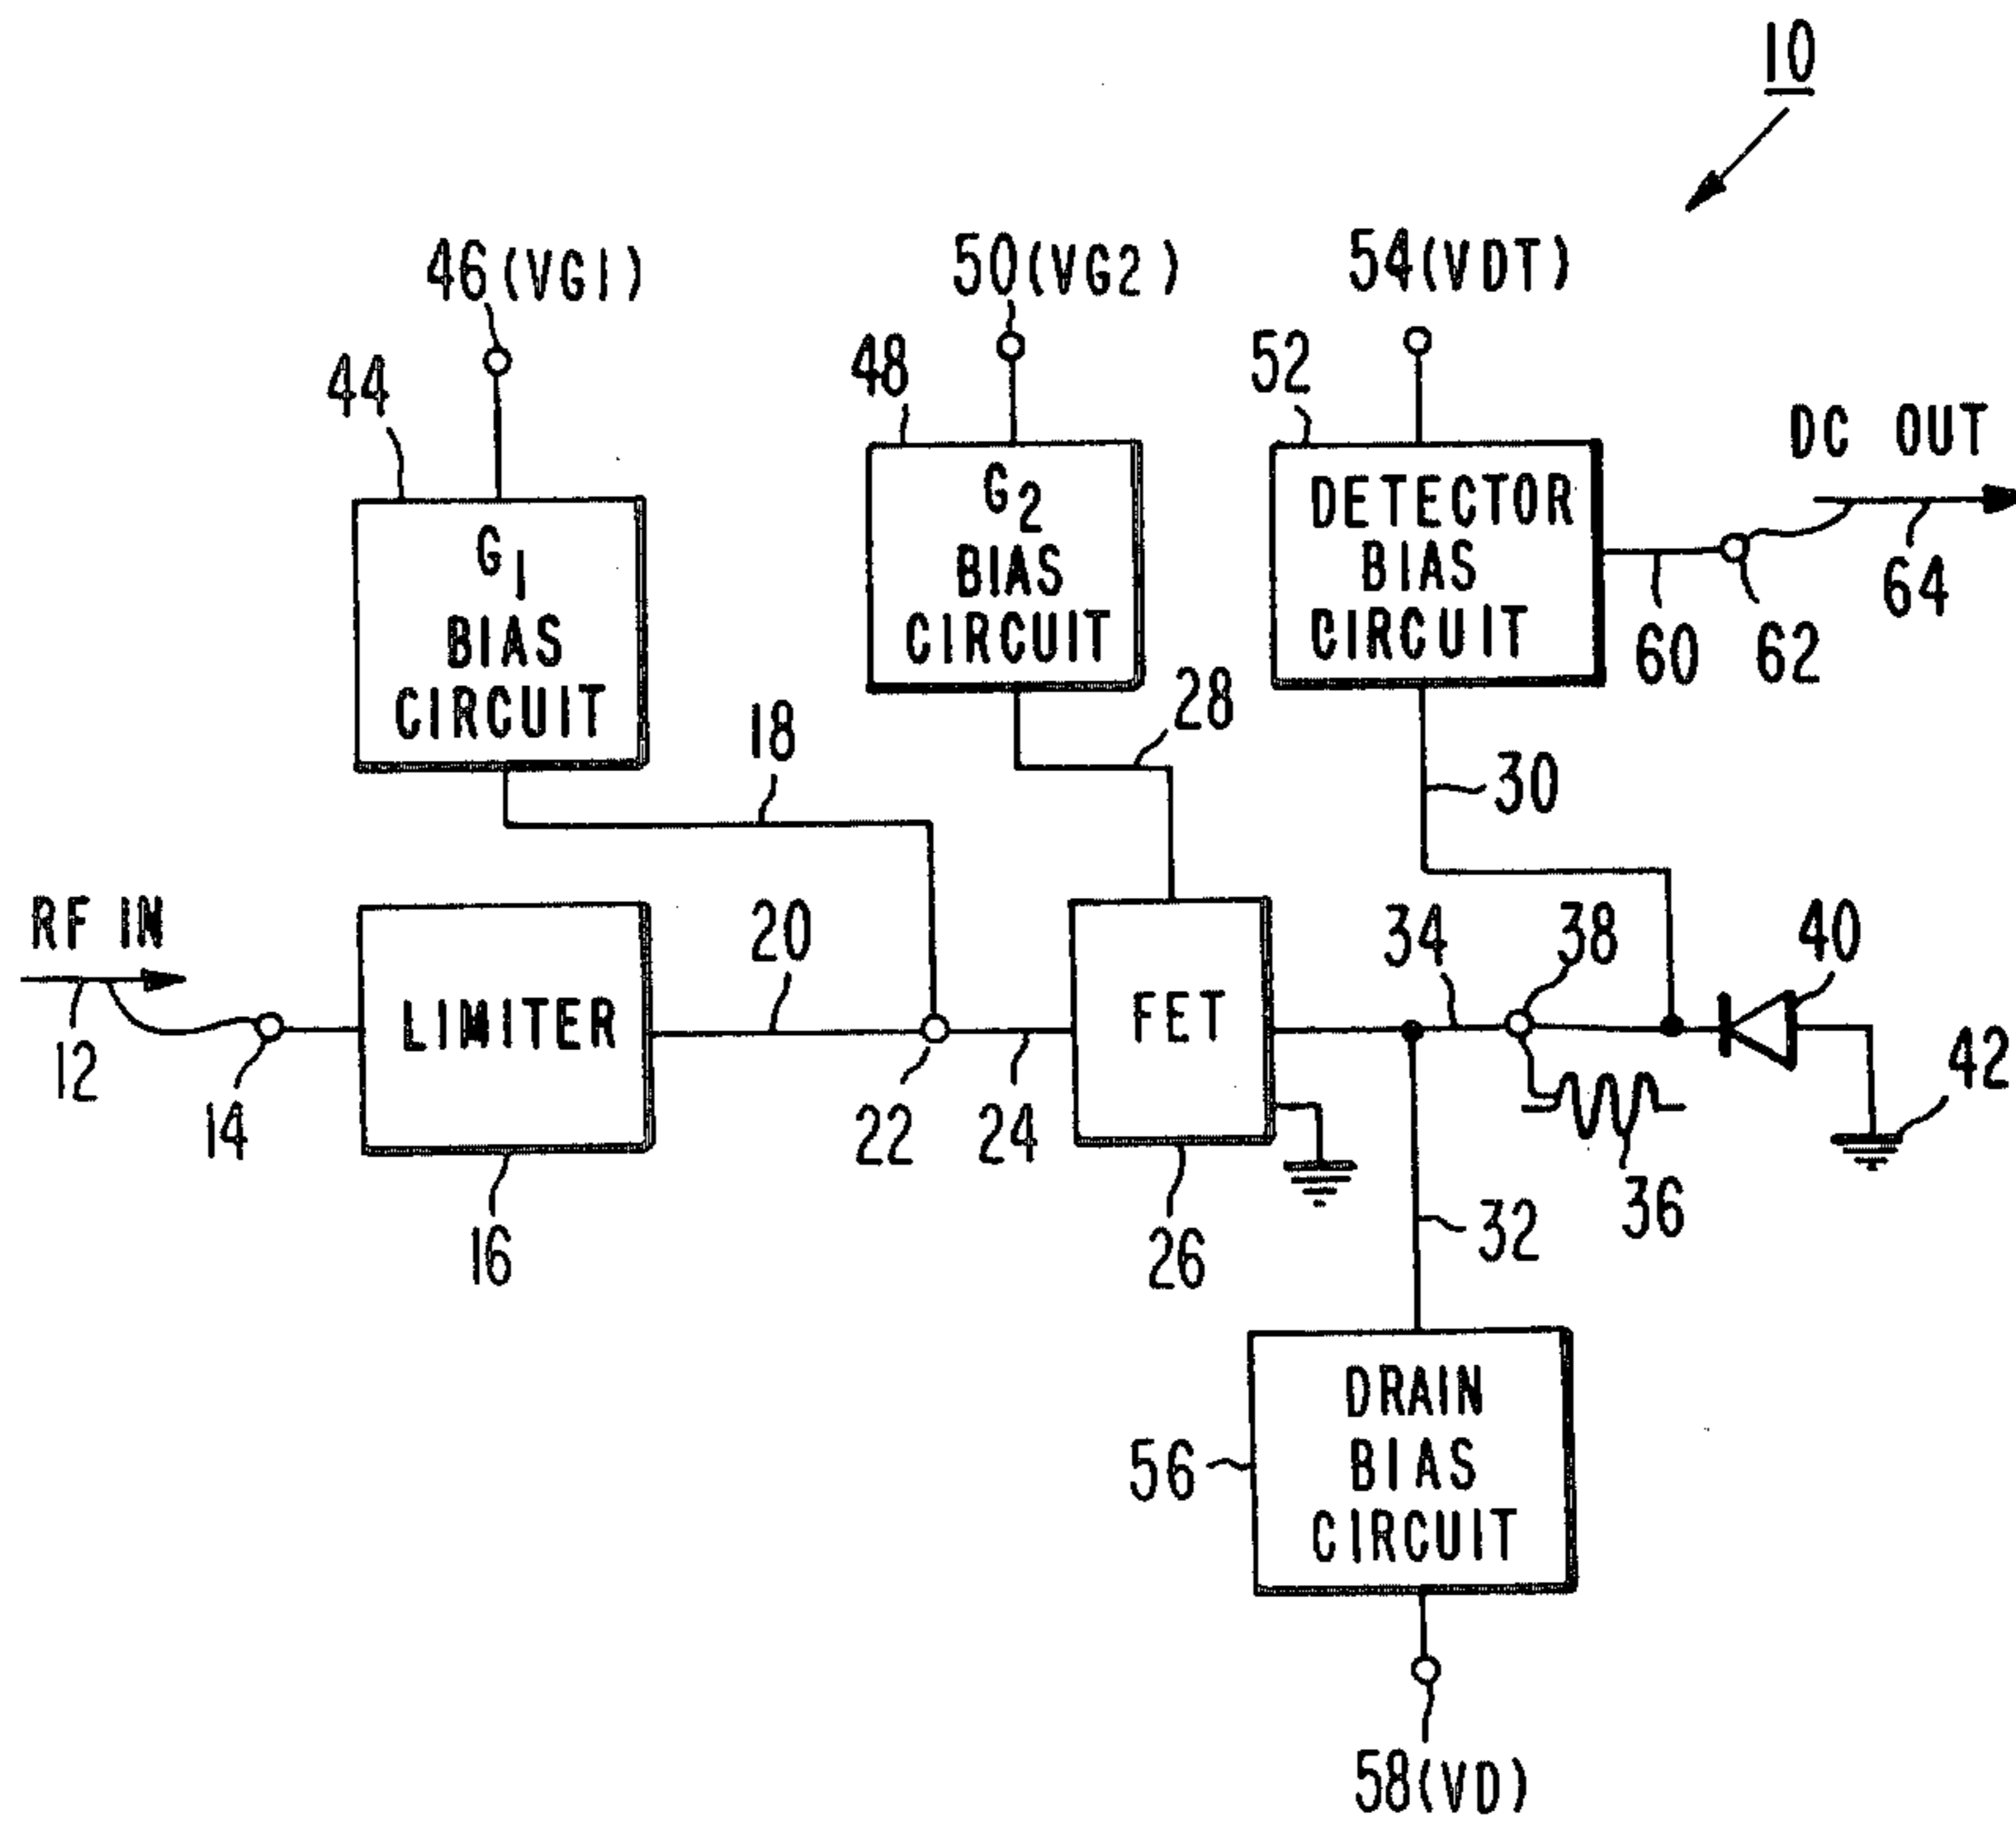 10
46(VG1)
50(VG2)
54(VDT)
44
48
52
DC OUT
G1
BIAS
CIRCUIT
G2
BIAS
CIRCUIT
DETECTOR
BIAS
CIRCUIT
60
62
64
18
28
30
RF IN
12
14
LIMITER
16
20
22
24
FET
26
34
38
40
36
42
32
DRAIN
BIAS
CIRCUIT
56
58(VD)